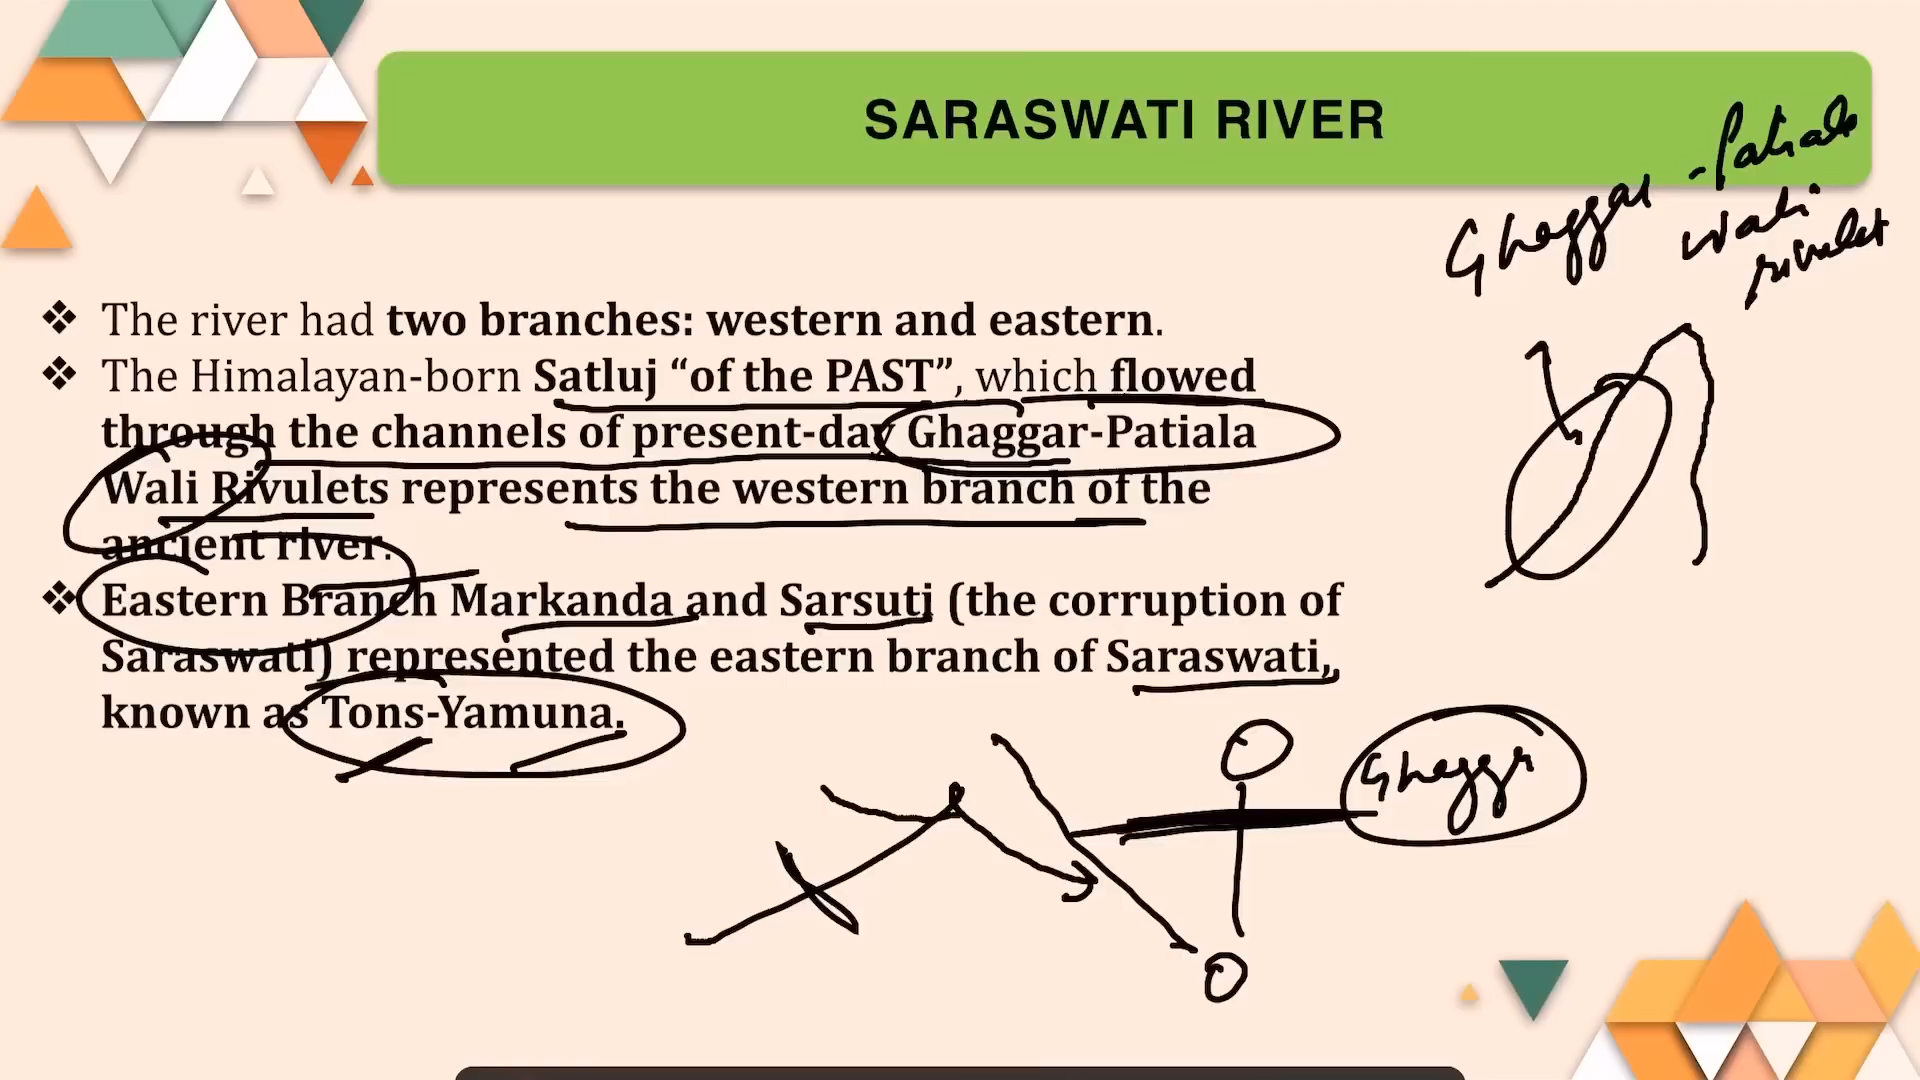 SARASWATI RIVER
Ghaggar - Patiala
Wali
rivulet
❖ The river had two branches: western and eastern.
❖ The Himalayan-born Satluj “of the PAST”, which flowed
through the channels of present-day Ghaggar-Patiala
Wali Rivulets represents the western branch of the
ancient river.
❖ Eastern Branch Markanda and Sarsuti (the corruption of
Saraswati) represented the eastern branch of Saraswati,
known as Tons-Yamuna.
Ghaggr